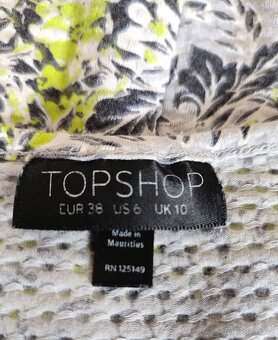 TOPSHOP
EUR 38 US 6 UK 10
Made in
Mauritius
RN 125149